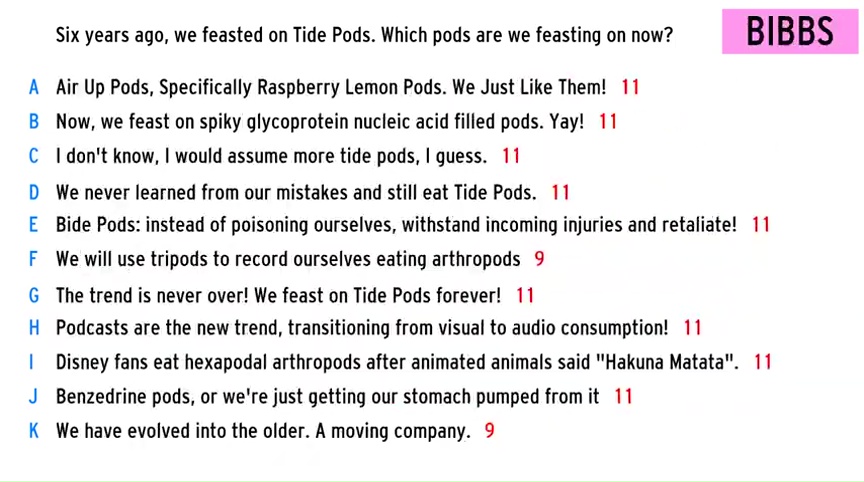 Six years ago, we feasted on Tide Pods. Which pods are we feasting on now?
BIBBS
A Air Up Pods, Specifically Raspberry Lemon Pods. We Just Like Them! 11
B Now, we feast on spiky glycoprotein nucleic acid filled pods. Yay! 11
C I don't know, I would assume more tide pods, I guess. 11
D We never learned from our mistakes and still eat Tide Pods. 11
E Bide Pods: instead of poisoning ourselves, withstand incoming injuries and retaliate! 11
F We will use tripods to record ourselves eating arthropods 9
G The trend is never over! We feast on Tide Pods forever! 11
H Podcasts are the new trend, transitioning from visual to audio consumption! 11
I Disney fans eat hexapodal arthropods after animated animals said "Hakuna Matata". 11
J Benzedrine pods, or we're just getting our stomach pumped from it 11
K We have evolved into the older. A moving company. 9